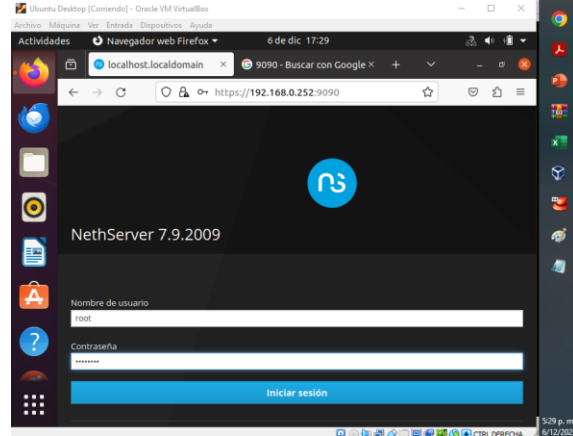 Ubuntu Desktop [Corriendo] - Oracle VM VirtualBox
Archivo Máquina Ver Entrada Dispositivos Ayuda
Actividades Navegador web Firefox 6 de dic 17:29
localhost.localdomain × 9090 - Buscar con Google ×
https://192.168.0.252:9090
ns
NethServer 7.9.2009
Nombre de usuario
root
Contraseña
••••••••
Iniciar sesión
CTRL DERECHA
5:29 p. m.